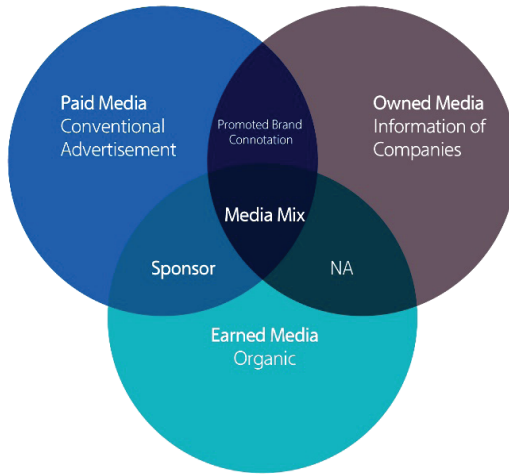 Paid Media
Conventional
Advertisement
Promoted Brand
Connotation
Owned Media
Information of
Companies
Media Mix
Sponsor
NA
Earned Media
Organic